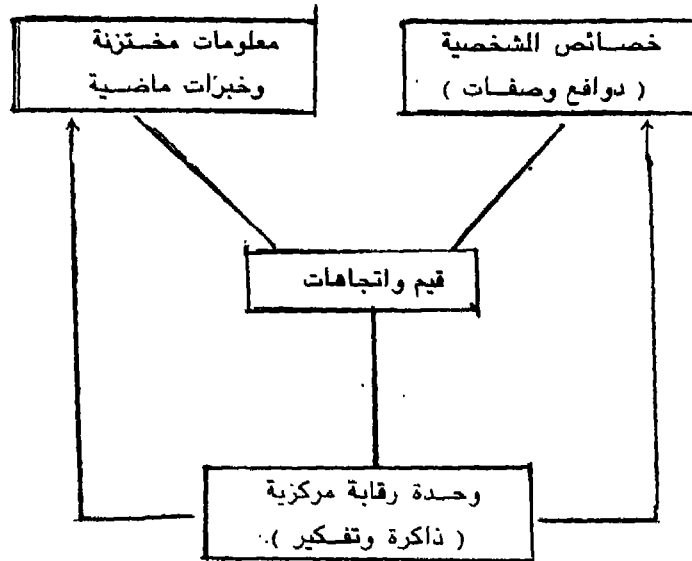 خصائص الشخصية
( دوافع وصفات )
معلومات مختزنة
وخبرات ماضية
قيم واتجاهات
وحدة رقابة مركزية
( ذاكرة وتفكير )